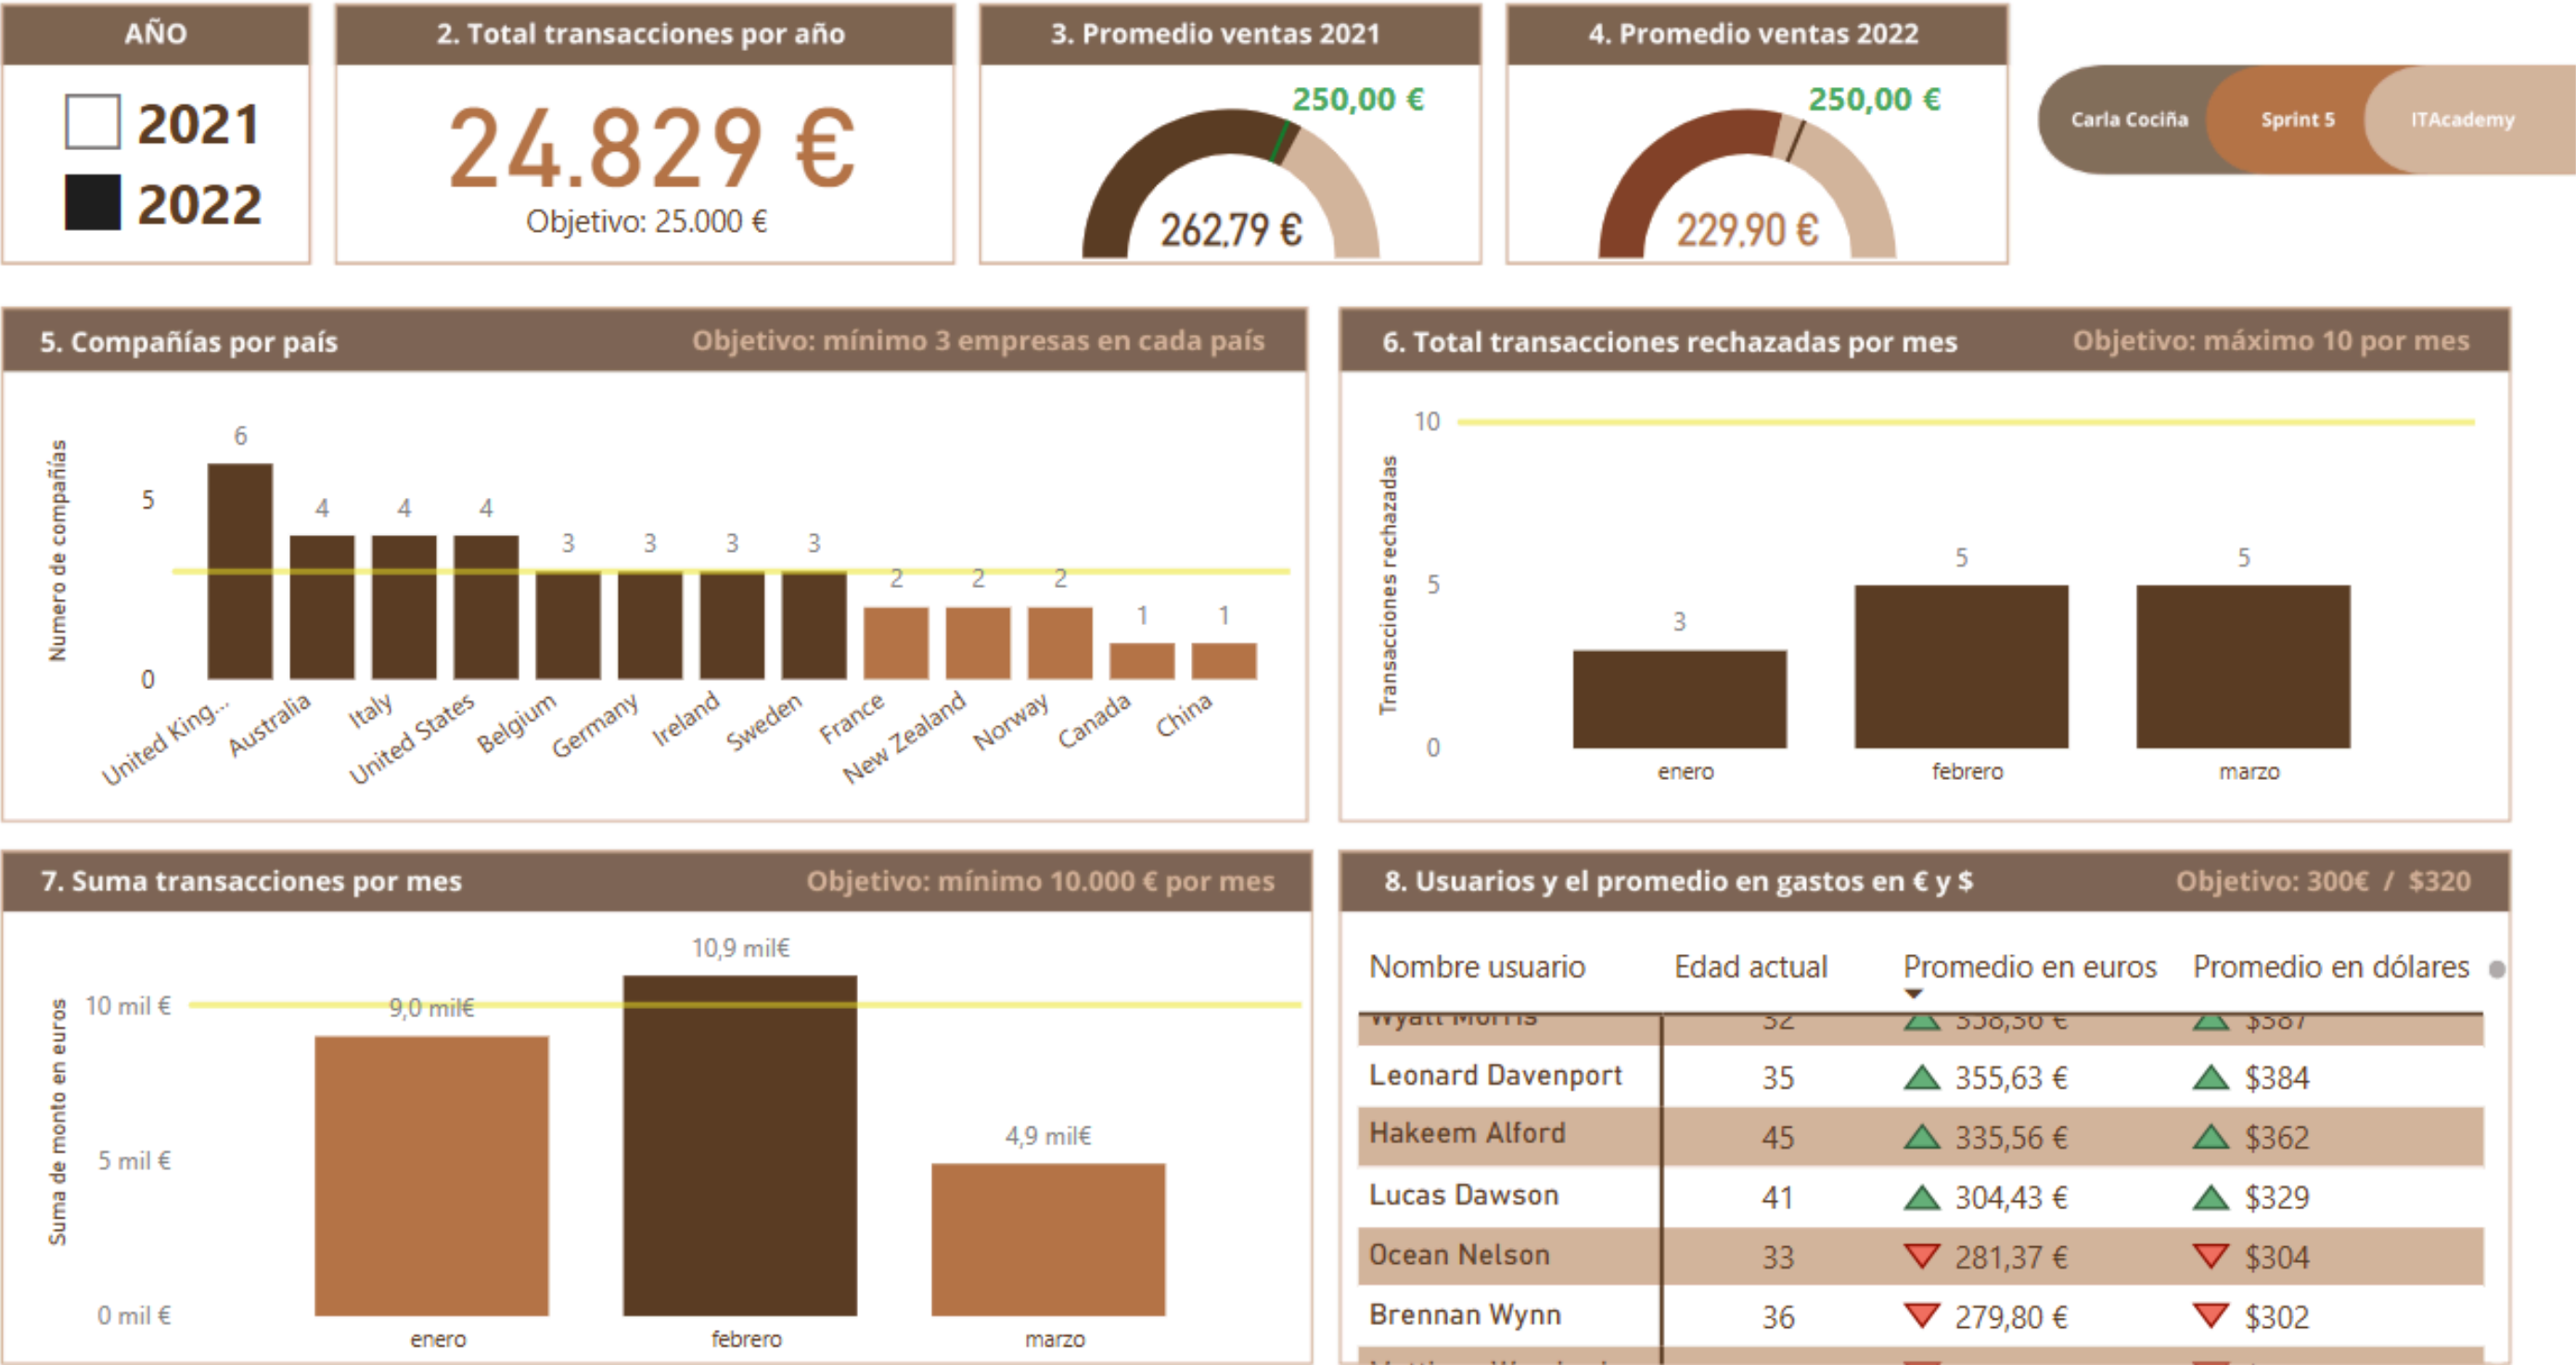 AÑO
2021
2022
2. Total transacciones por año
24.829 €
Objetivo: 25.000 €
3. Promedio ventas 2021
250,00 €
262,79 €
4. Promedio ventas 2022
250,00 €
229,90 €
Carla Cociña
Sprint 5
ITAcademy
5. Compañías por país
Objetivo: mínimo 3 empresas en cada país
Numero de compañías
5
0
6
4
4
4
3
3
3
3
2
2
2
1
1
United King...
Australia
Italy
United States
Belgium
Germany
Ireland
Sweden
France
New Zealand
Norway
Canada
China
6. Total transacciones rechazadas por mes
Objetivo: máximo 10 por mes
Transacciones rechazadas
10
5
0
3
5
5
enero
febrero
marzo
7. Suma transacciones por mes
Objetivo: mínimo 10.000 € por mes
Suma de monto en euros
10 mil €
5 mil €
0 mil €
9,0 mil€
10,9 mil€
4,9 mil€
enero
febrero
marzo
8. Usuarios y el promedio en gastos en € y $
Objetivo: 300€ / $320
Nombre usuario Edad actual Promedio en euros Promedio en dólares
Wyatt Morris 32 358,36 € $387
Leonard Davenport 35 355,63 € $384
Hakeem Alford 45 335,56 € $362
Lucas Dawson 41 304,43 € $329
Ocean Nelson 33 281,37 € $304
Brennan Wynn 36 279,80 € $302